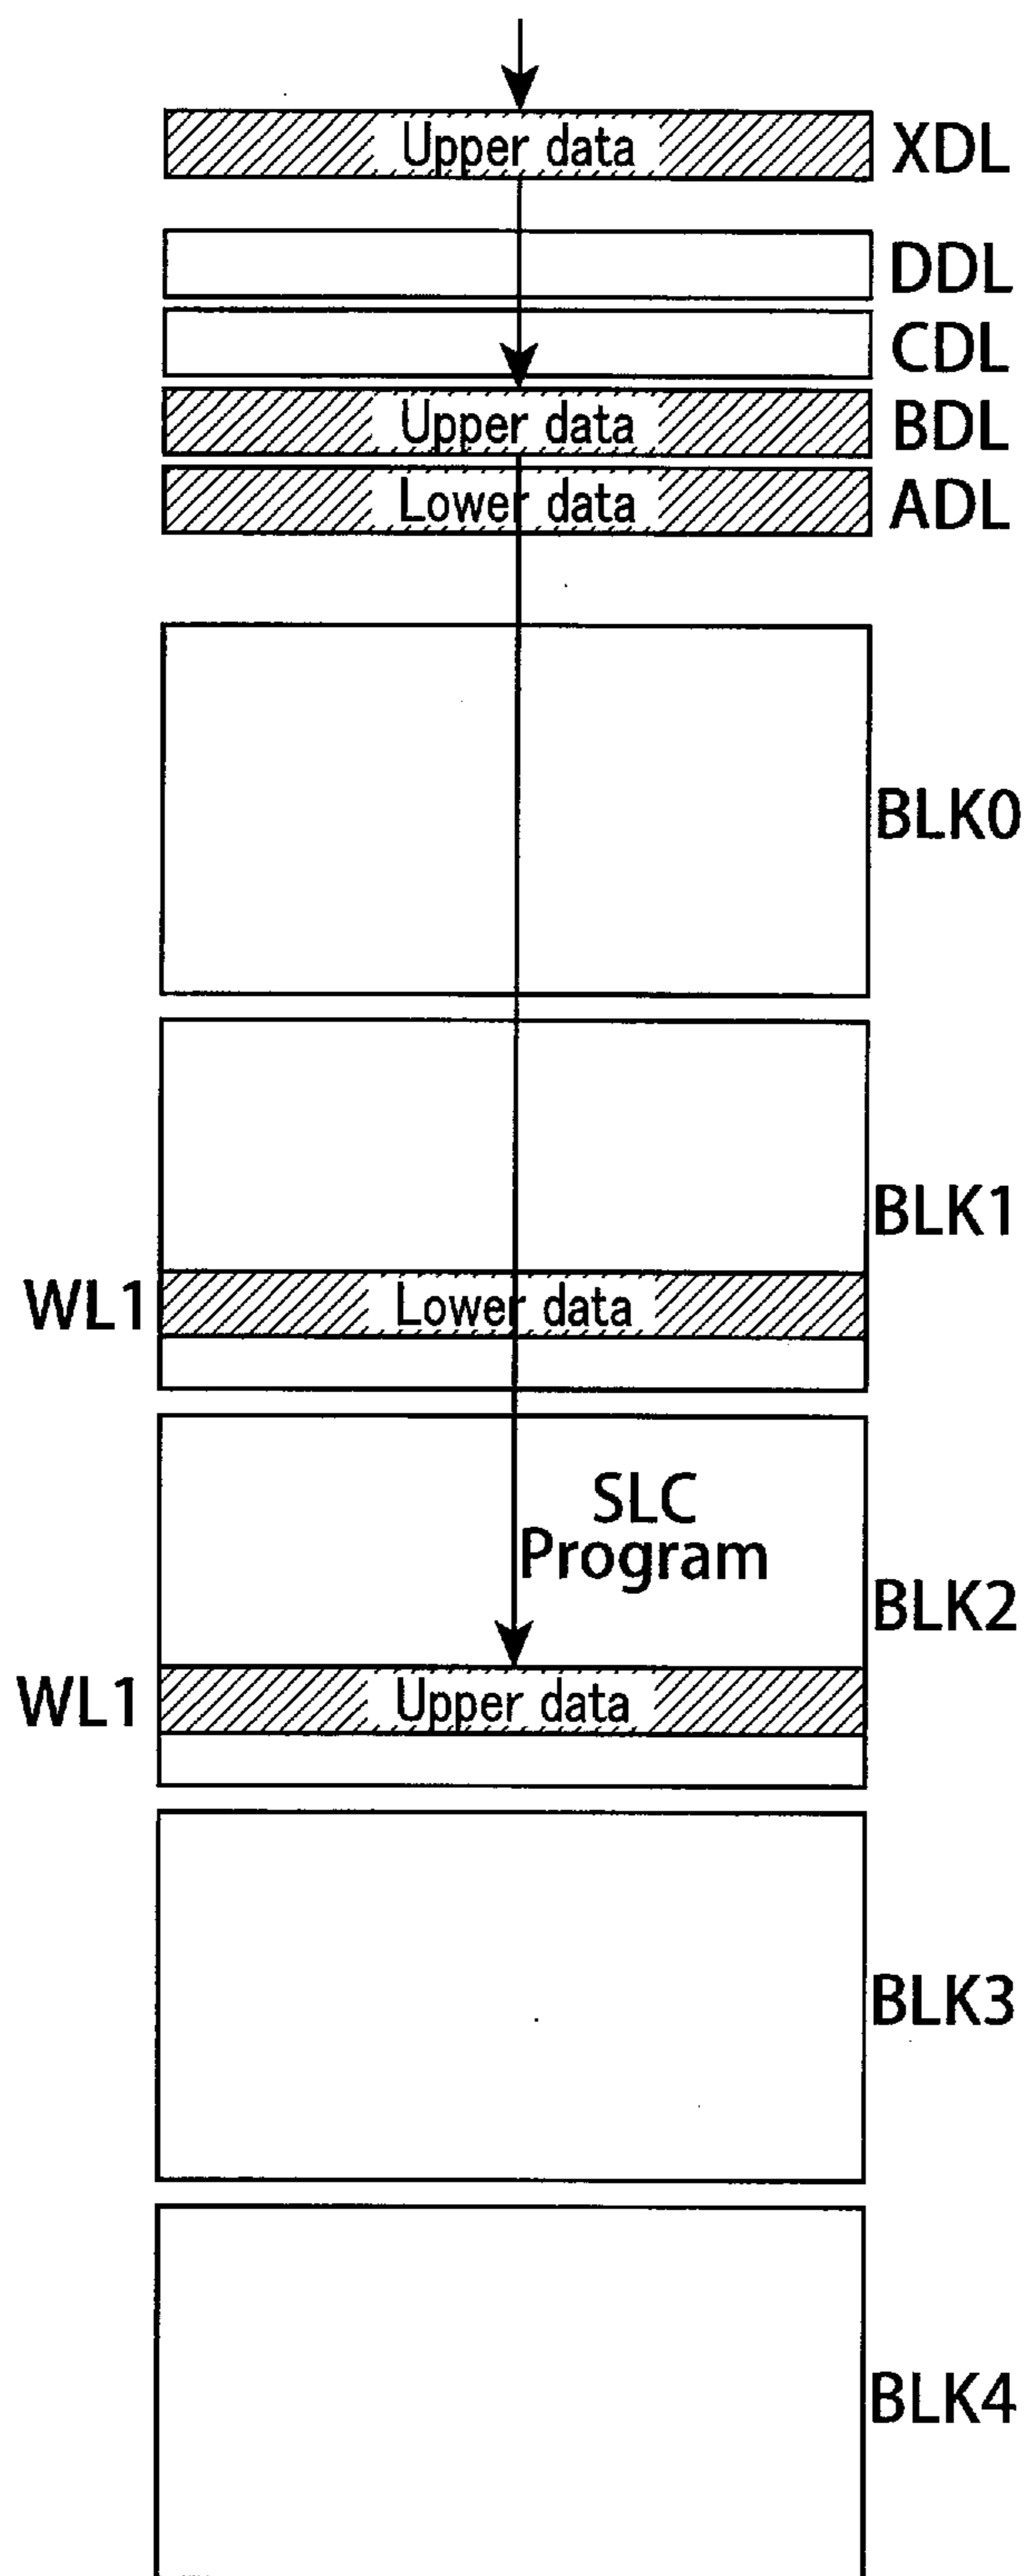 Upper data XDL
DDL
CDL
Upper data BDL
Lower data ADL
BLK0
BLK1
WL1 Lower data
SLC
Program
BLK2
WL1 Upper data
BLK3
BLK4